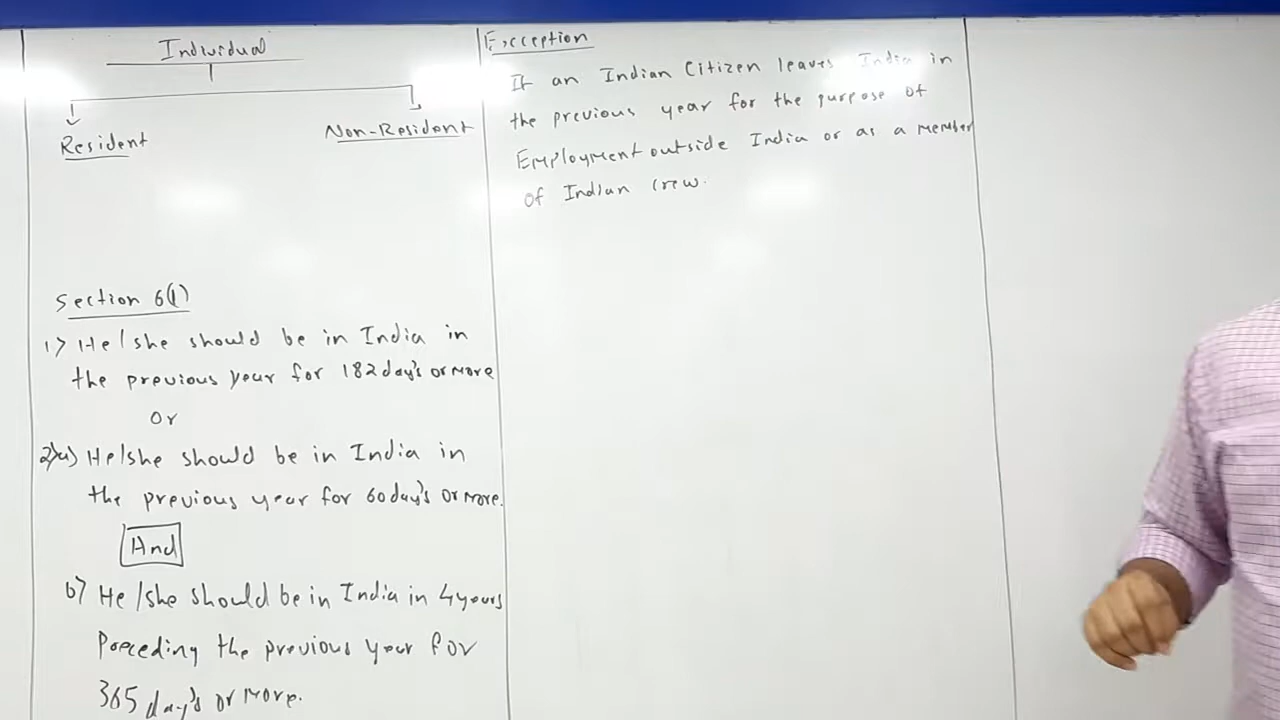 Individual
Resident
Non-Resident
Section 6(1)
1) He/she should be in India in
the previous year for 182 day's or more
Or
2)a) He/she should be in India in
the previous year for 60 day's or more.
And
b) He/she should be in India in 4 years
Preceding the previous year for
365 day's or more.
Exception
If an Indian Citizen leaves India in
the previous year for the purpose of
Employment outside India or as a member
of Indian Crew.